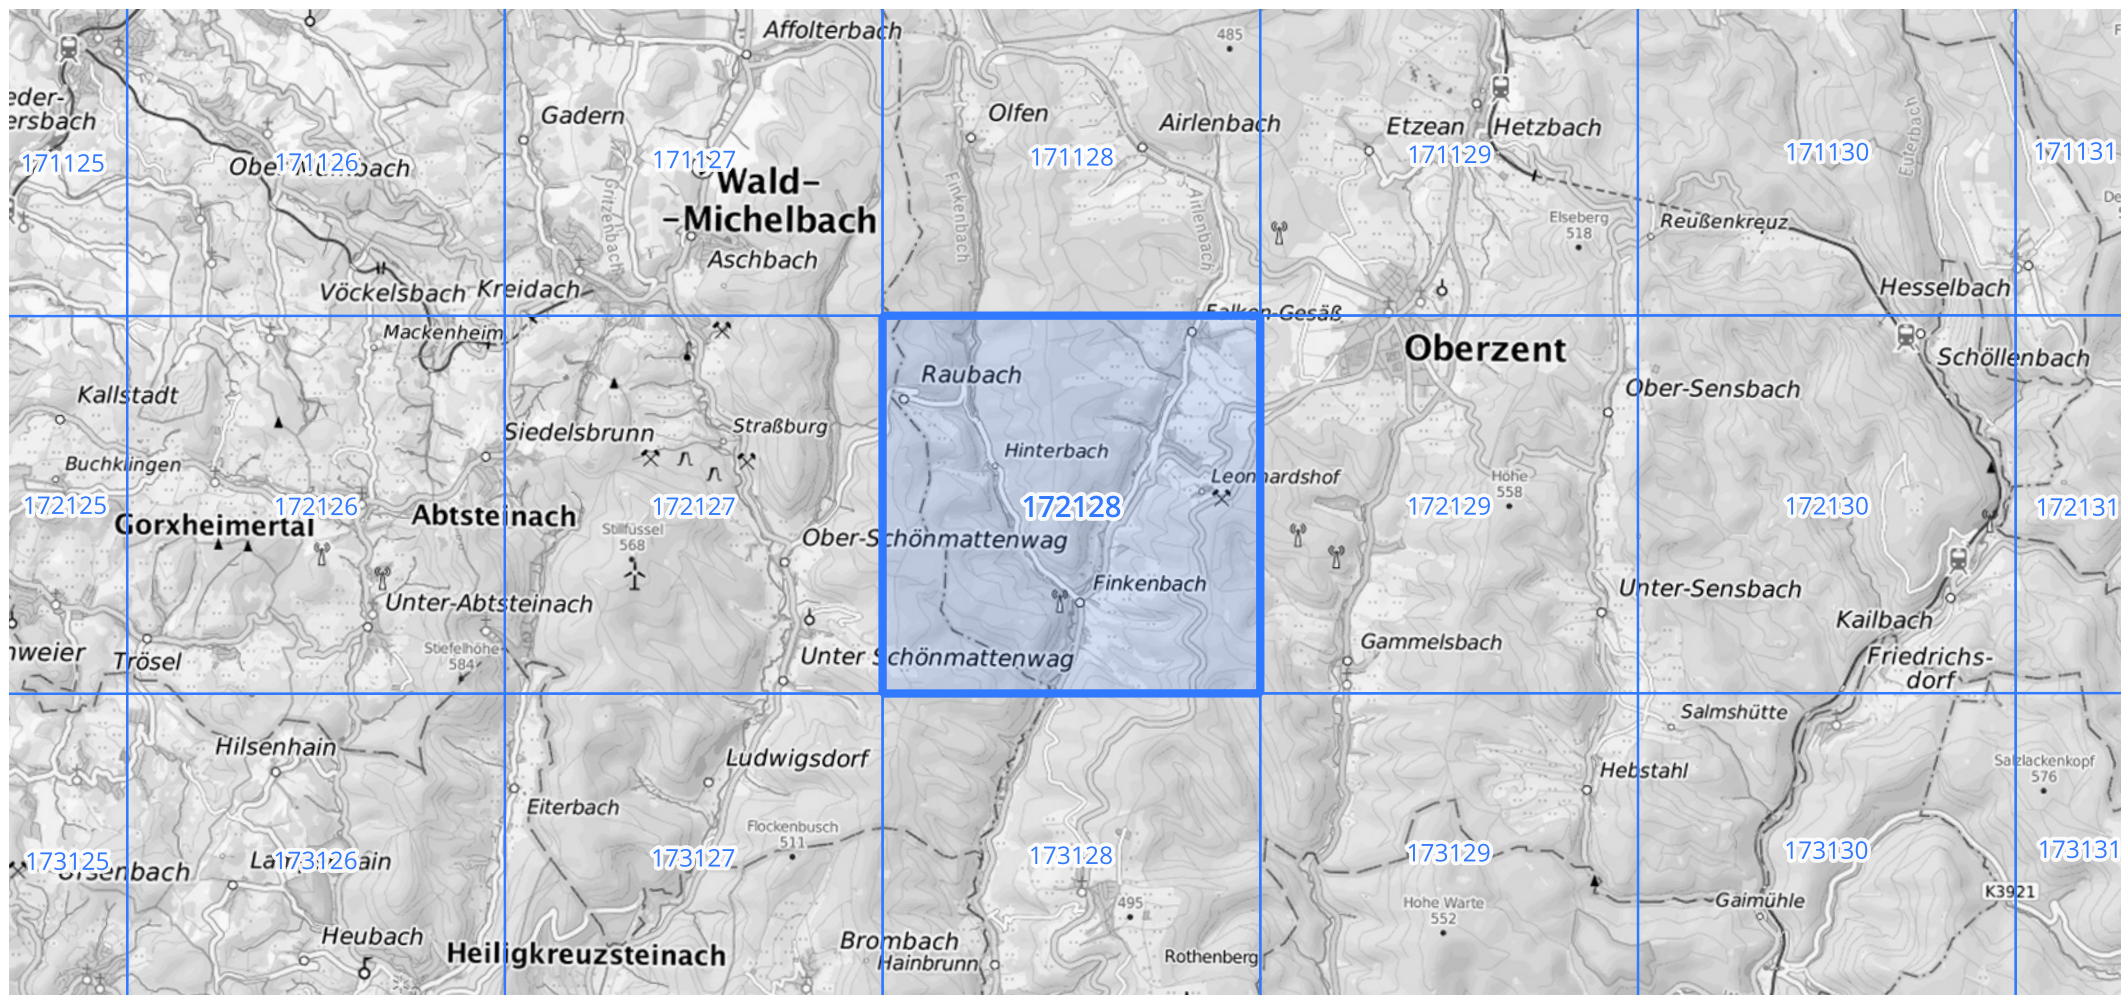 Affolterbach
485
eder-
ersbach
Gadern
Olfen
Airlenbach
Etzean
Hetzbach
Euterbach
171125
171126
171127
171128
171129
171130
171131
Wald-
-Michelbach
Gritzenbach
Finkenbach
Airlenbach
Elseberg
518
Reußenkreuz
Aschbach
Vöckelsbach
Kreidach
Hesselbach
Falken-Gesäß
Mackenheim
Oberzent
Schöllenbach
Kallstadt
Raubach
Ober-Sensbach
Siedelsbrunn
Straßburg
Buchklingen
Hinterbach
Leonhardshof
Höhe
558
172125
172126
172127
172128
172129
172130
172131
Gorxheimertal
Abtsteinach
Stillfüssel
568
Ober-Schönmattenwag
Finkenbach
Unter-Sensbach
Unter-Abtsteinach
Kailbach
nweier
Trösel
Stiefelhöhe
584
Unter Schönmattenwag
Gammelsbach
Friedrichs-
dorf
Salmshütte
Hilsenhain
Ludwigsdorf
Hebstahl
Salzlackenkopf
576
Eiterbach
Flockenbusch
511
173125
173126
173127
173128
173129
173130
173131
K3921
495
Hohe Warte
552
Gaimühle
Heubach
Heiligkreuzsteinach
Brombach
Hainbrunn
Rothenberg